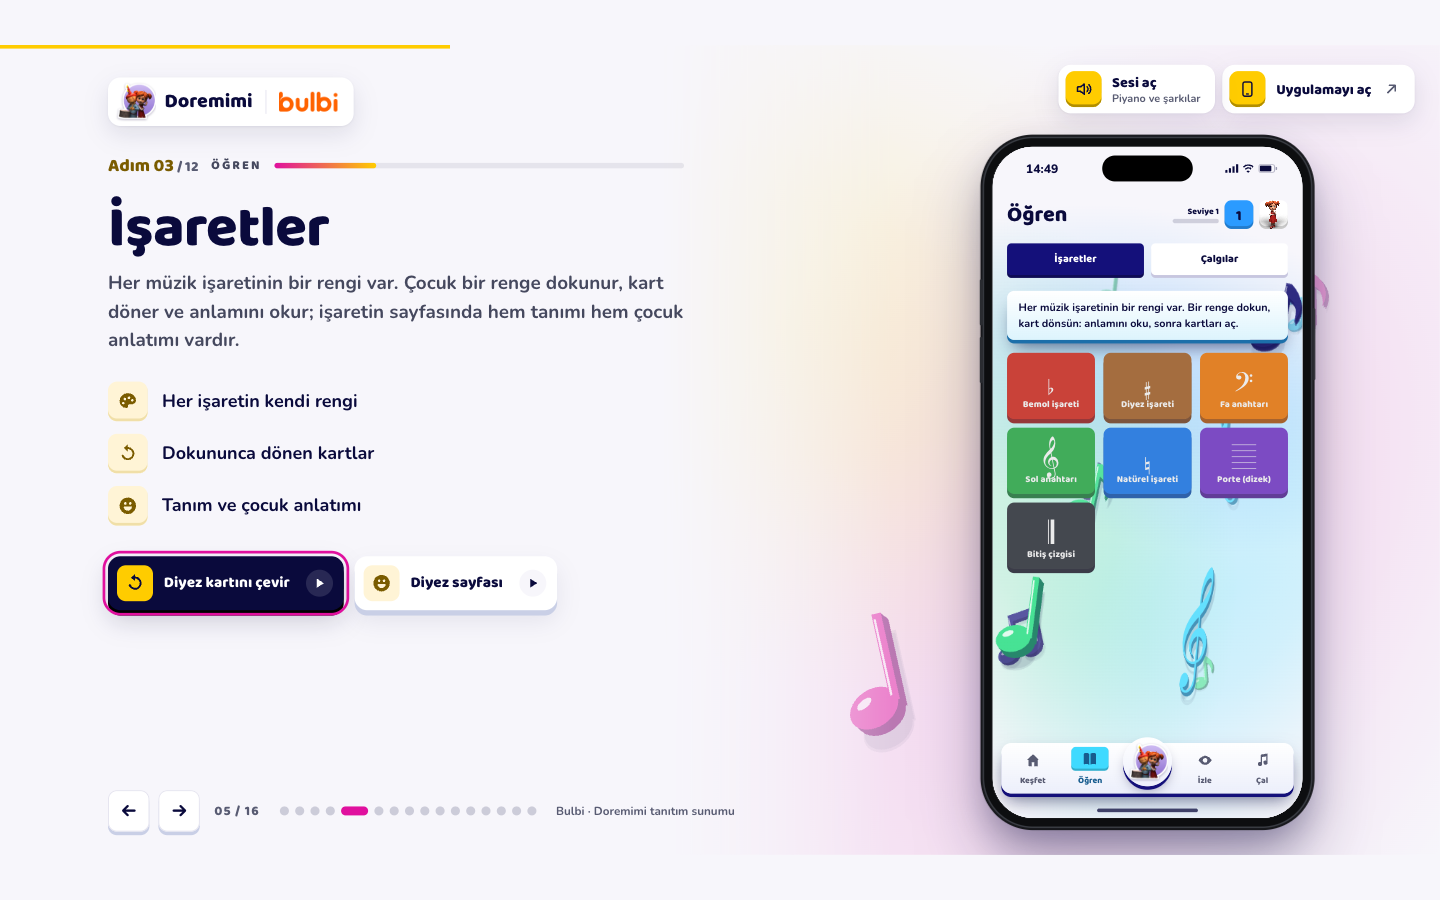 Doremimi
bulbi
Sesi aç
Piyano ve şarkılar
Uygulamayı aç
Adım 03 / 12 ÖĞREN
İşaretler
Her müzik işaretinin bir rengi var. Çocuk bir renge dokunur, kart
döner ve anlamını okur; işaretin sayfasında hem tanımı hem çocuk
anlatımı vardır.
Her işaretin kendi rengi
Dokununca dönen kartlar
Tanım ve çocuk anlatımı
Diyez kartını çevir
Diyez sayfası
05 / 16
Bulbi · Doremimi tanıtım sunumu
14:49
Öğren
Seviye 1
1
İşaretler
Çalgılar
Her müzik işaretinin bir rengi var. Bir renge dokun,
kart dönsün: anlamını oku, sonra kartları aç.
Bemol işareti
Diyez işareti
Fa anahtarı
Sol anahtarı
Natürel işareti
Porte (dizek)
Bitiş çizgisi
Keşfet
Öğren
İzle
Çal